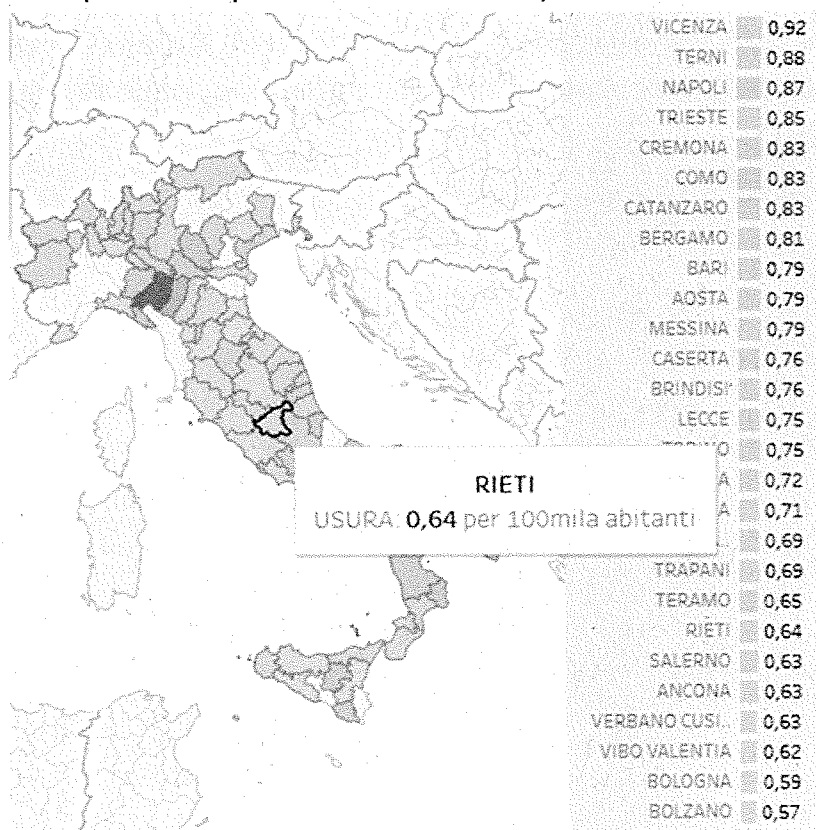 VICENZA 0,92
TERNI 0,88
NAPOLI 0,87
TRIESTE 0,85
CREMONA 0,83
COMO 0,83
CATANZARO 0,83
BERGAMO 0,81
BARI 0,79
AOSTA 0,79
MESSINA 0,79
CASERTA 0,76
BRINDISI 0,76
LECCE 0,75
0,75
A 0,72
A 0,71
.. 0,69
TRAPANI 0,69
TERAMO 0,65
RIETI 0,64
SALERNO 0,63
ANCONA 0,63
VERBANO CUSI.. 0,63
VIBO VALENTIA 0,62
BOLOGNA 0,59
BOLZANO 0,57
RIETI
USURA: 0,64 per 100mila abitanti